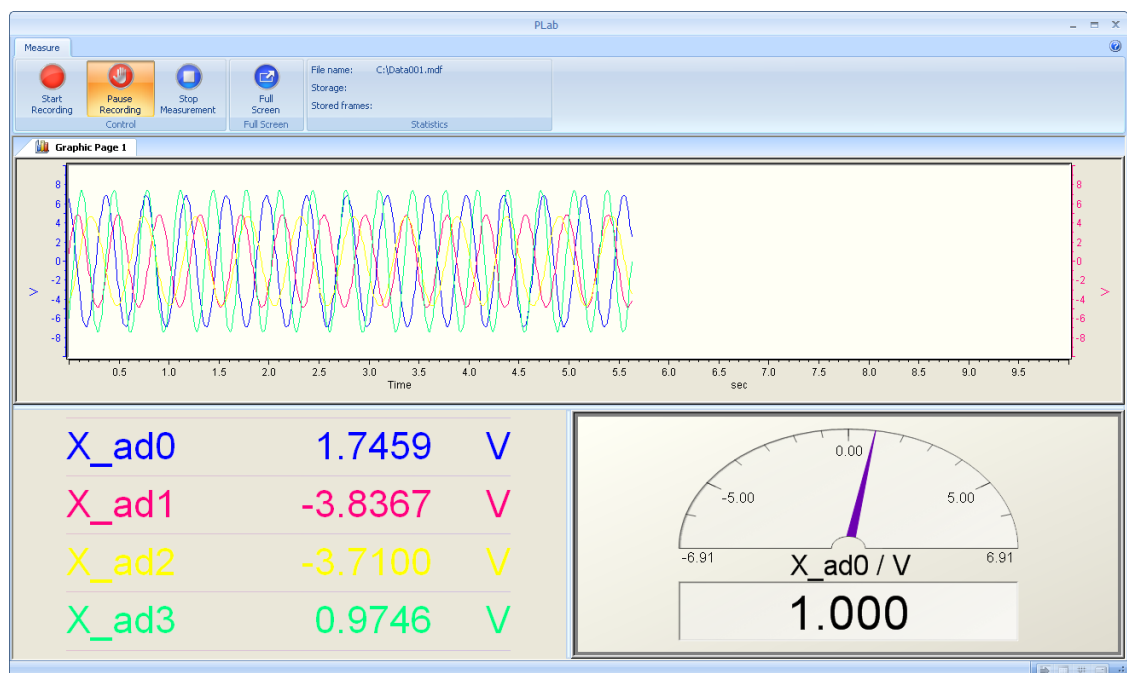 PLab
Measure
Start Recording
Pause Recording
Stop Measurement
Control
Full Screen
Full Screen
File name: C:\Data001.mdf
Storage:
Stored frames:
Statistics
Graphic Page 1
8
6
4
2
0
-2
-4
-6
-8
V
8
6
4
2
0
-2
-4
-6
-8
V
0.5 1.0 1.5 2.0 2.5 3.0 3.5 4.0 4.5 5.0 5.5 6.0 6.5 7.0 7.5 8.0 8.5 9.0 9.5
Time sec
X_ad0 1.7459 V
X_ad1 -3.8367 V
X_ad2 -3.7100 V
X_ad3 0.9746 V
0.00
-5.00 5.00
-6.91 6.91
X_ad0 / V
1.000